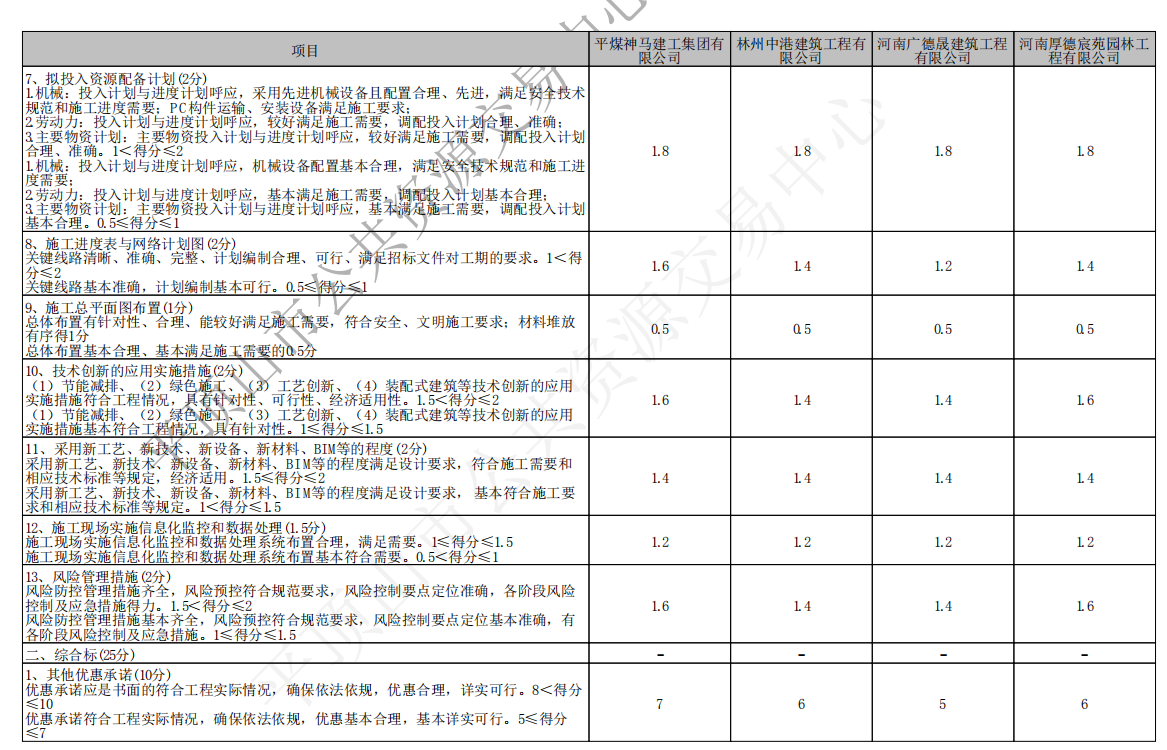 项目
平煤神马建工集团有
限公司
林州中港建筑工程有
限公司
河南广德晟建筑工程
有限公司
河南厚德宸苑园林工
程有限公司
7、拟投入资源配备计划(2分)
1.机械：投入计划与进度计划呼应，采用先进机械设备且配置合理、先进，满足安全技术
规范和施工进度需要；PC构件运输、安装设备满足施工要求；
2.劳动力：投入计划与进度计划呼应，较好满足施工需要，调配投入计划合理、准确；
3.主要物资计划：主要物资投入计划与进度计划呼应，较好满足施工需要，调配投入计划
合理、准确。1＜得分≤2
1.机械：投入计划与进度计划呼应，机械设备配置基本合理，满足安全技术规范和施工进
度需要；
2.劳动力：投入计划与进度计划呼应，基本满足施工需要，调配投入计划基本合理；
3.主要物资计划：主要物资投入计划与进度计划呼应，基本满足施工需要，调配投入计划
基本合理。0.5≤得分≤1
1.8
1.8
1.8
1.8
8、施工进度表与网络计划图(2分)
关键线路清晰、准确、完整、计划编制合理、可行、满足招标文件对工期的要求。1＜得
分≤2
关键线路基本准确，计划编制基本可行。0.5≤得分≤1
1.6
1.4
1.2
1.4
9、施工总平面图布置(1分)
总体布置有针对性、合理、能较好满足施工需要，符合安全、文明施工要求；材料堆放
有序得1分
总体布置基本合理、基本满足施工需要的0.5分
0.5
0.5
0.5
0.5
10、技术创新的应用实施措施(2分)
（1）节能减排、（2）绿色施工、（3）工艺创新、（4）装配式建筑等技术创新的应用
实施措施符合工程情况，具有针对性、可行性、经济适用性。1.5＜得分≤2
（1）节能减排、（2）绿色施工、（3）工艺创新、（4）装配式建筑等技术创新的应用
实施措施基本符合工程情况，具有针对性。1≤得分≤1.5
1.6
1.4
1.4
1.6
11、采用新工艺、新技术、新设备、新材料、BIM等的程度(2分)
采用新工艺、新技术、新设备、新材料、BIM等的程度满足设计要求，符合施工需要和
相应技术标准等规定，经济适用。1.5≤得分≤2
采用新工艺、新技术、新设备、新材料、BIM等的程度满足设计要求， 基本符合施工要
求和相应技术标准等规定。1＜得分≤1.5
1.4
1.4
1.4
1.4
12、施工现场实施信息化监控和数据处理(1.5分)
施工现场实施信息化监控和数据处理系统布置合理，满足需要。1≤得分≤1.5
施工现场实施信息化监控和数据处理系统布置基本符合需要。0.5＜得分≤1
1.2
1.2
1.2
1.2
13、风险管理措施(2分)
风险防控管理措施齐全，风险预控符合规范要求，风险控制要点定位准确，各阶段风险
控制及应急措施得力。1.5＜得分≤2
风险防控管理措施基本齐全，风险预控符合规范要求，风险控制要点定位基本准确，有
各阶段风险控制及应急措施。1≤得分≤1.5
1.6
1.4
1.4
1.6
二、综合标(25分)
-
-
-
-
1、其他优惠承诺(10分)
优惠承诺应是书面的符合工程实际情况，确保依法依规，优惠合理，详实可行。8＜得分
≤10
优惠承诺符合工程实际情况，确保依法依规，优惠基本合理，基本详实可行。5≤得分
≤7
7
6
5
6
平顶山市公共资源交易中心
平顶山市公共资源交易中心